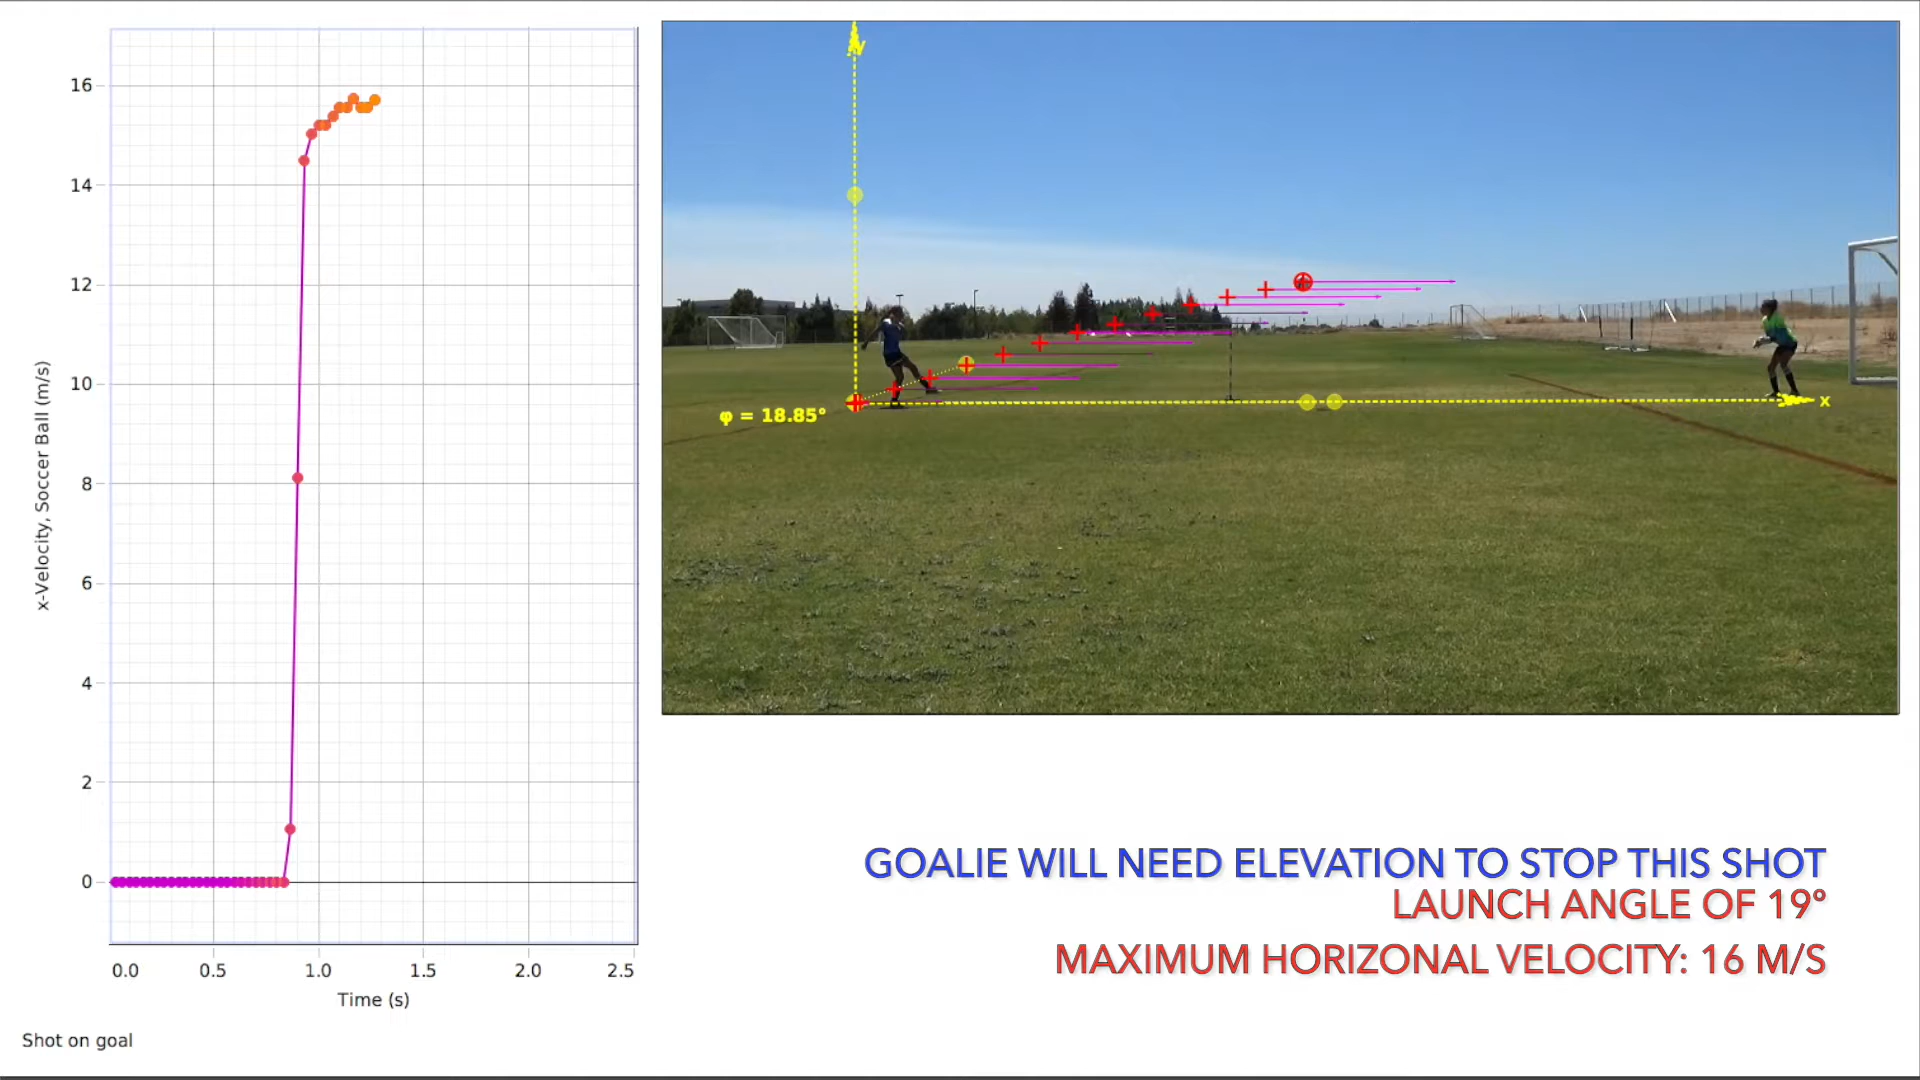 16
14
12
10
8
6
4
2
0
x-Velocity, Soccer Ball (m/s)
0.0 0.5 1.0 1.5 2.0 2.5
Time (s)
Shot on goal
y
φ = 18.85°
x
GOALIE WILL NEED ELEVATION TO STOP THIS SHOT
LAUNCH ANGLE OF 19º
MAXIMUM HORIZONAL VELOCITY: 16 M/S